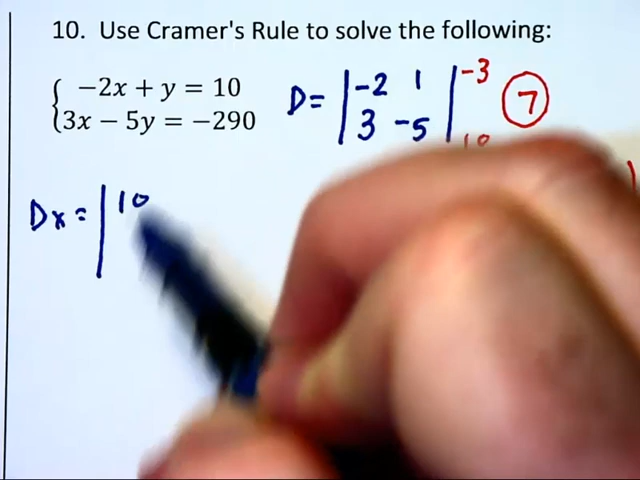 10. Use Cramer's Rule to solve the following:
-2x + y = 10 D= | -2 1 | -3 7
3x − 5y = −290 | 3 -5 | 10
Dx = | 10